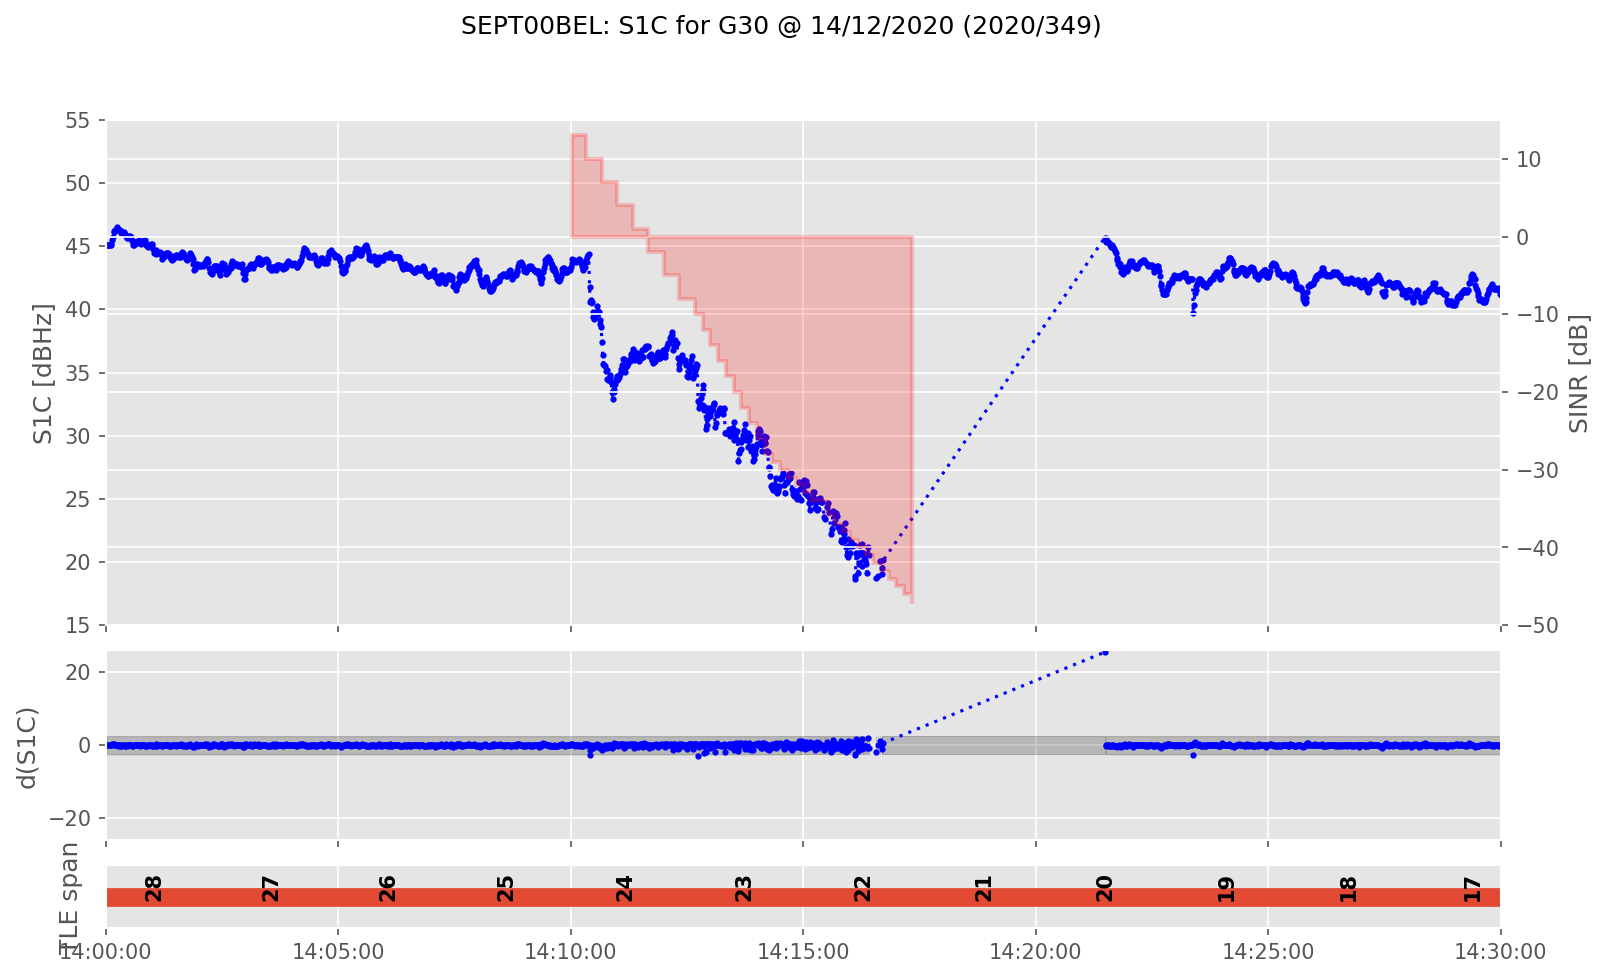 SEPT00BEL: S1C for G30 @ 14/12/2020 (2020/349)
S1C [dBHz]
55
50
45
40
35
30
25
20
15
10
0
−10
−20
−30
−40
−50
SINR [dB]
d(S1C)
20
0
−20
TLE span
28 27 26 25 24 23 22 21 20 19 18 17
14:00:00 14:05:00 14:10:00 14:15:00 14:20:00 14:25:00 14:30:00